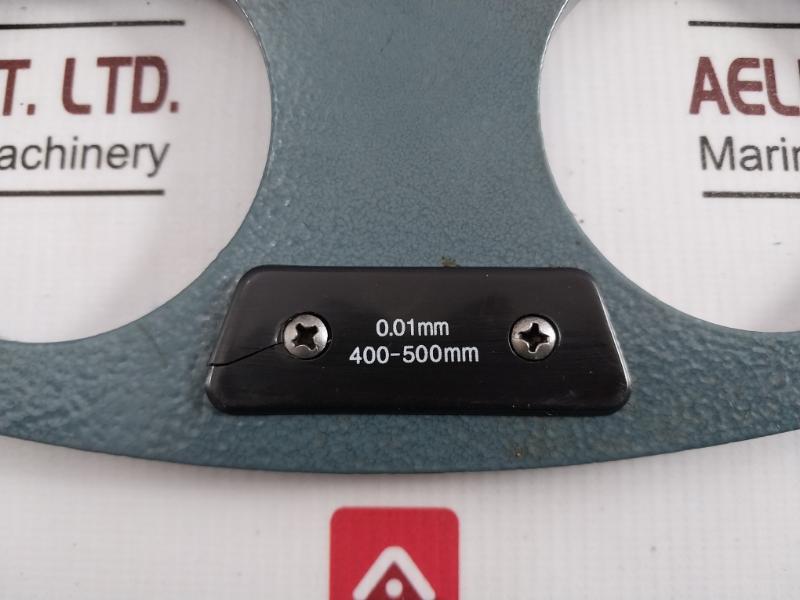 T. LTD.
achinery
AEL
Marin
0.01mm
400-500mm